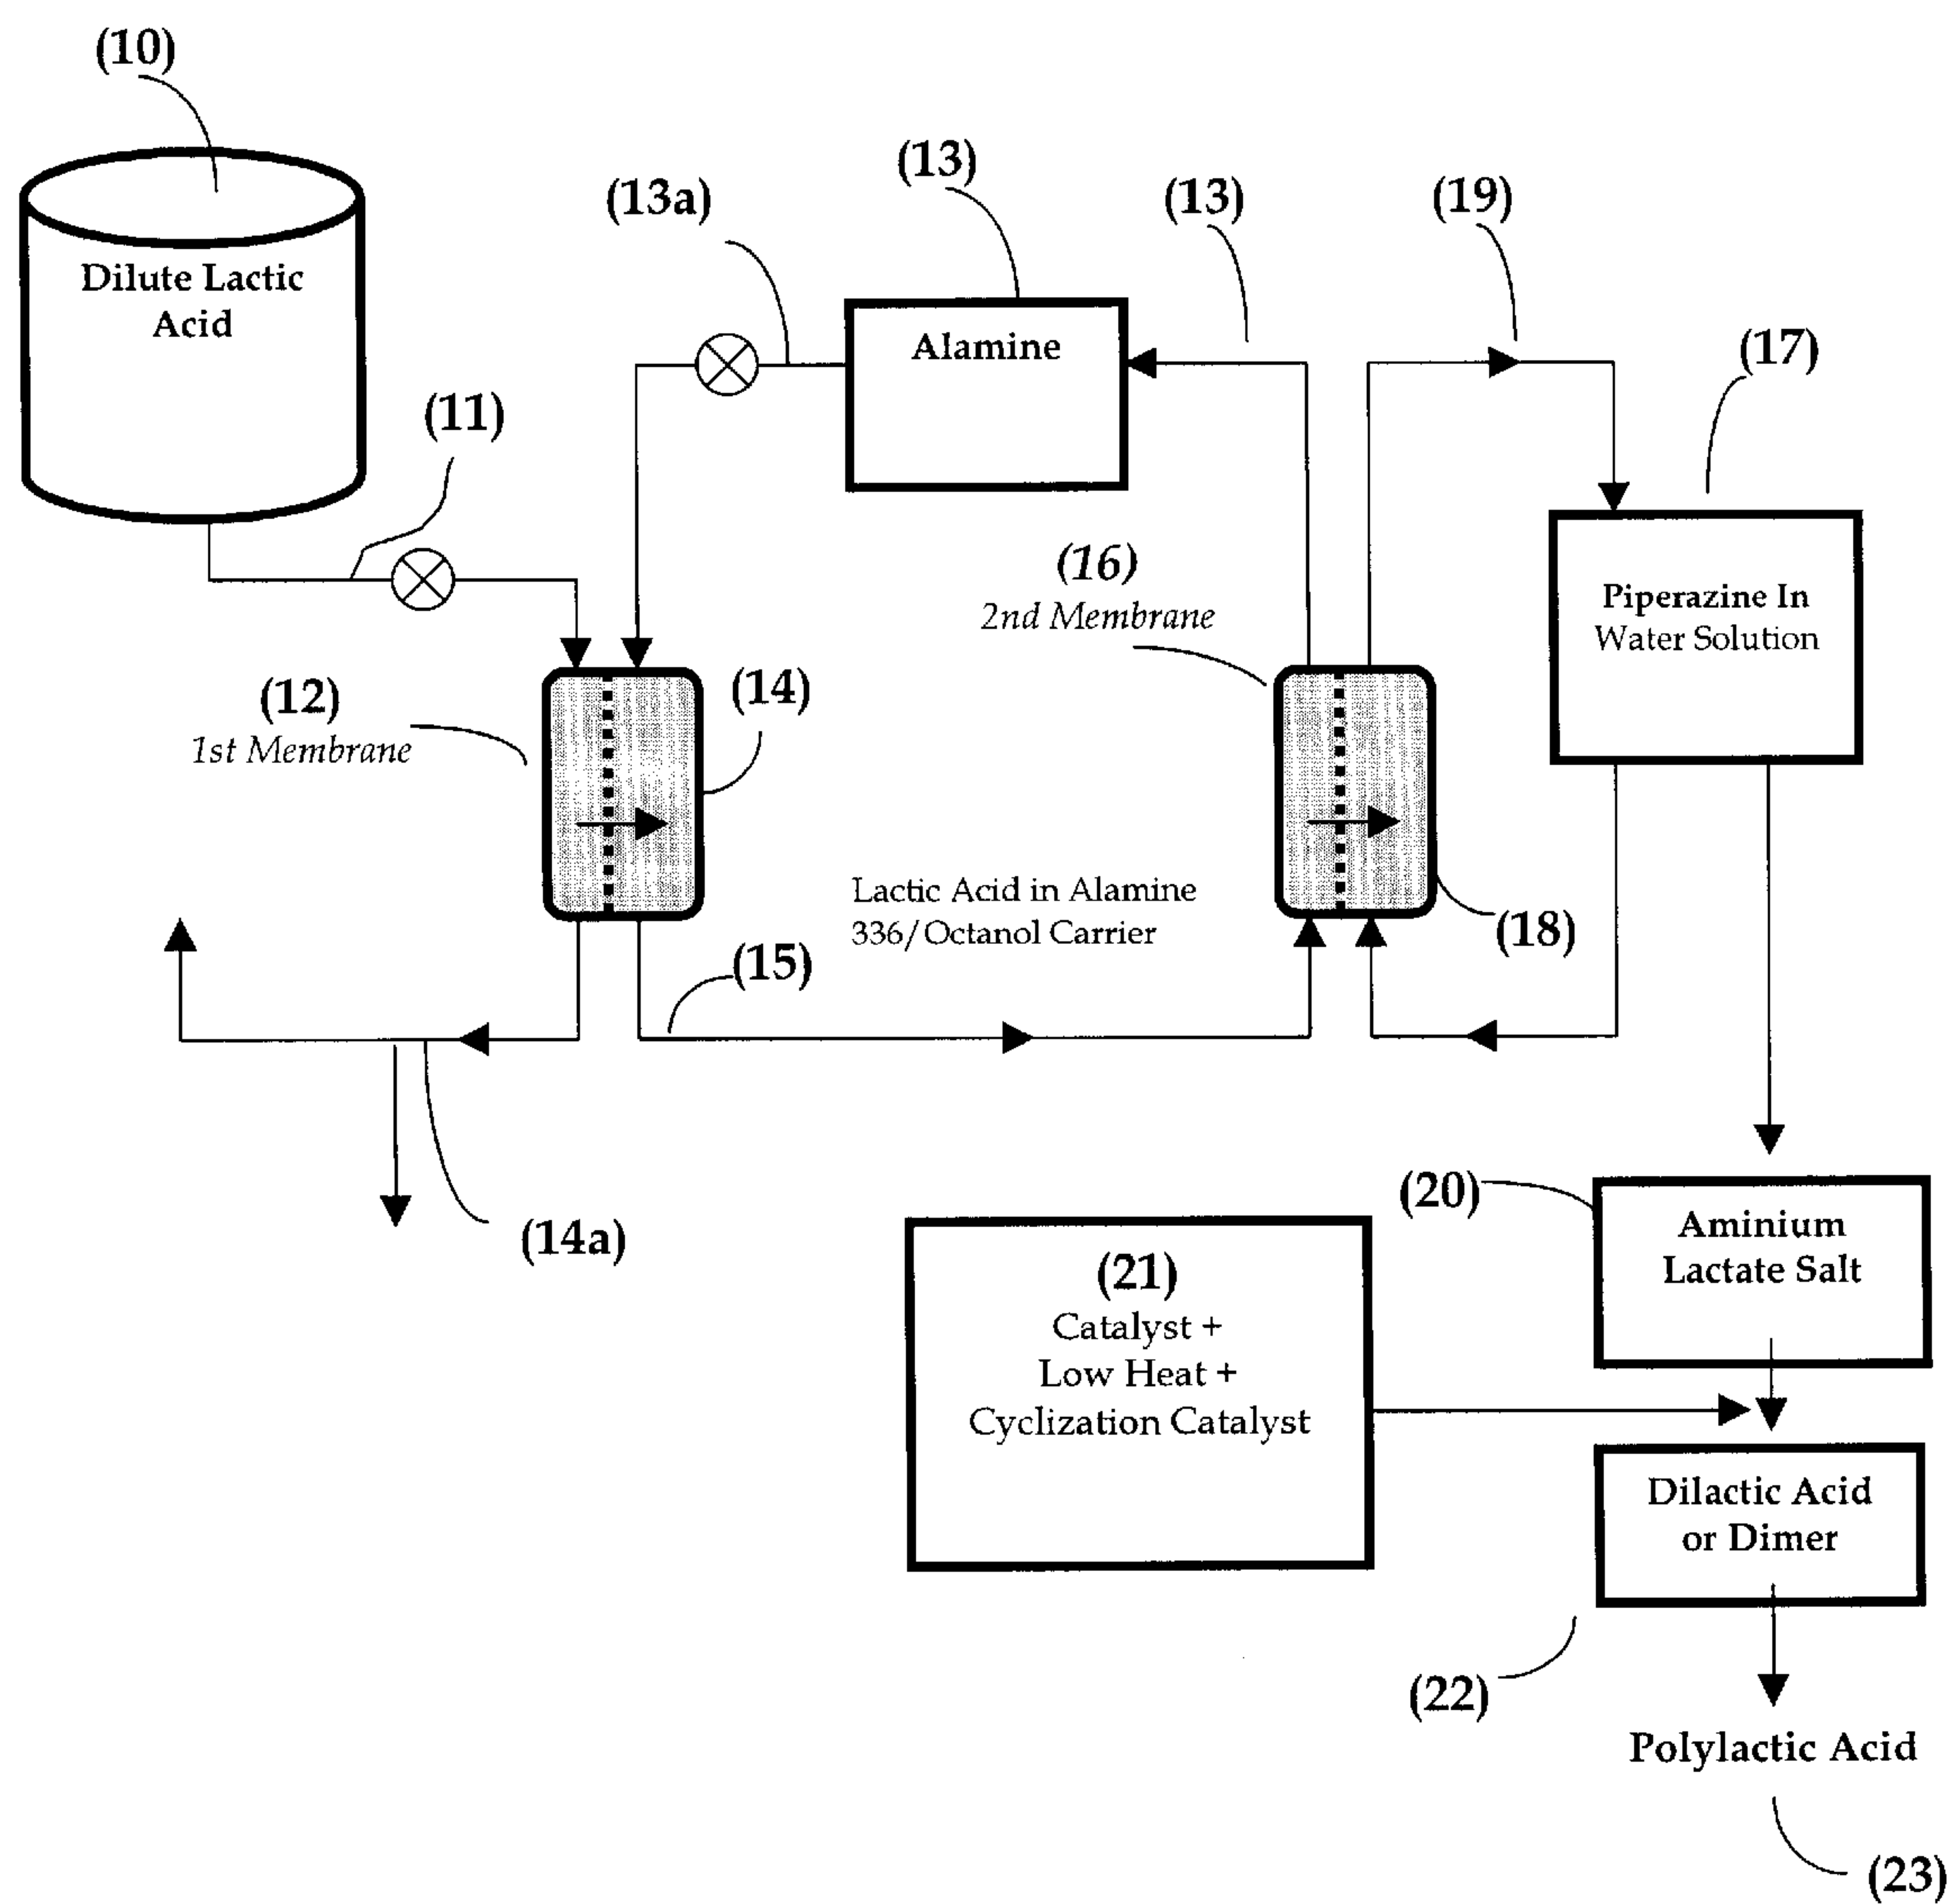 (10)
Dilute Lactic
Acid
(11)
(13a)
(13)
Alamine
(13)
(19)
(17)
Piperazine In
Water Solution
(16)
2nd Membrane
(12)
1st Membrane
(14)
Lactic Acid in Alamine
336/Octanol Carrier
(15)
(18)
(14a)
(20)
Aminium
Lactate Salt
(21)
Catalyst +
Low Heat +
Cyclization Catalyst
Dilactic Acid
or Dimer
(22)
Polylactic Acid
(23)